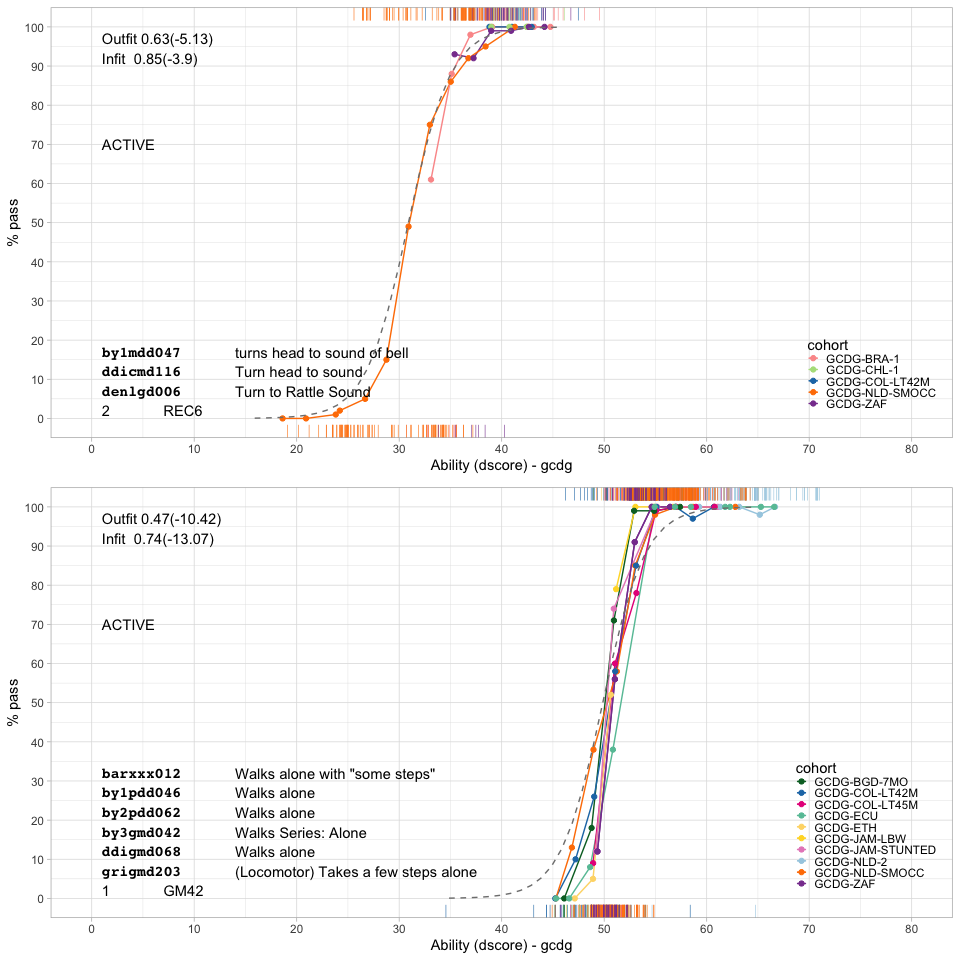 100
90
80
70
60
50
40
30
20
10
0
% pass
Outfit 0.63(-5.13)
Infit 0.85(-3.9)
ACTIVE
by1mdd047 turns head to sound of bell
ddicmd116 Turn head to sound
denlgd006 Turn to Rattle Sound
2 REC6
cohort
GCDG-BRA-1
GCDG-CHL-1
GCDG-COL-LT42M
GCDG-NLD-SMOCC
GCDG-ZAF
0 10 20 30 40 50 60 70 80
Ability (dscore) - gcdg
100
90
80
70
60
50
40
30
20
10
0
% pass
Outfit 0.47(-10.42)
Infit 0.74(-13.07)
ACTIVE
barxxx012 Walks alone with "some steps"
by1pdd046 Walks alone
by2pdd062 Walks alone
by3gmd042 Walks Series: Alone
ddigmd068 Walks alone
grigmd203 (Locomotor) Takes a few steps alone
1 GM42
cohort
GCDG-BGD-7MO
GCDG-COL-LT42M
GCDG-COL-LT45M
GCDG-ECU
GCDG-ETH
GCDG-JAM-LBW
GCDG-JAM-STUNTED
GCDG-NLD-2
GCDG-NLD-SMOCC
GCDG-ZAF
0 10 20 30 40 50 60 70 80
Ability (dscore) - gcdg